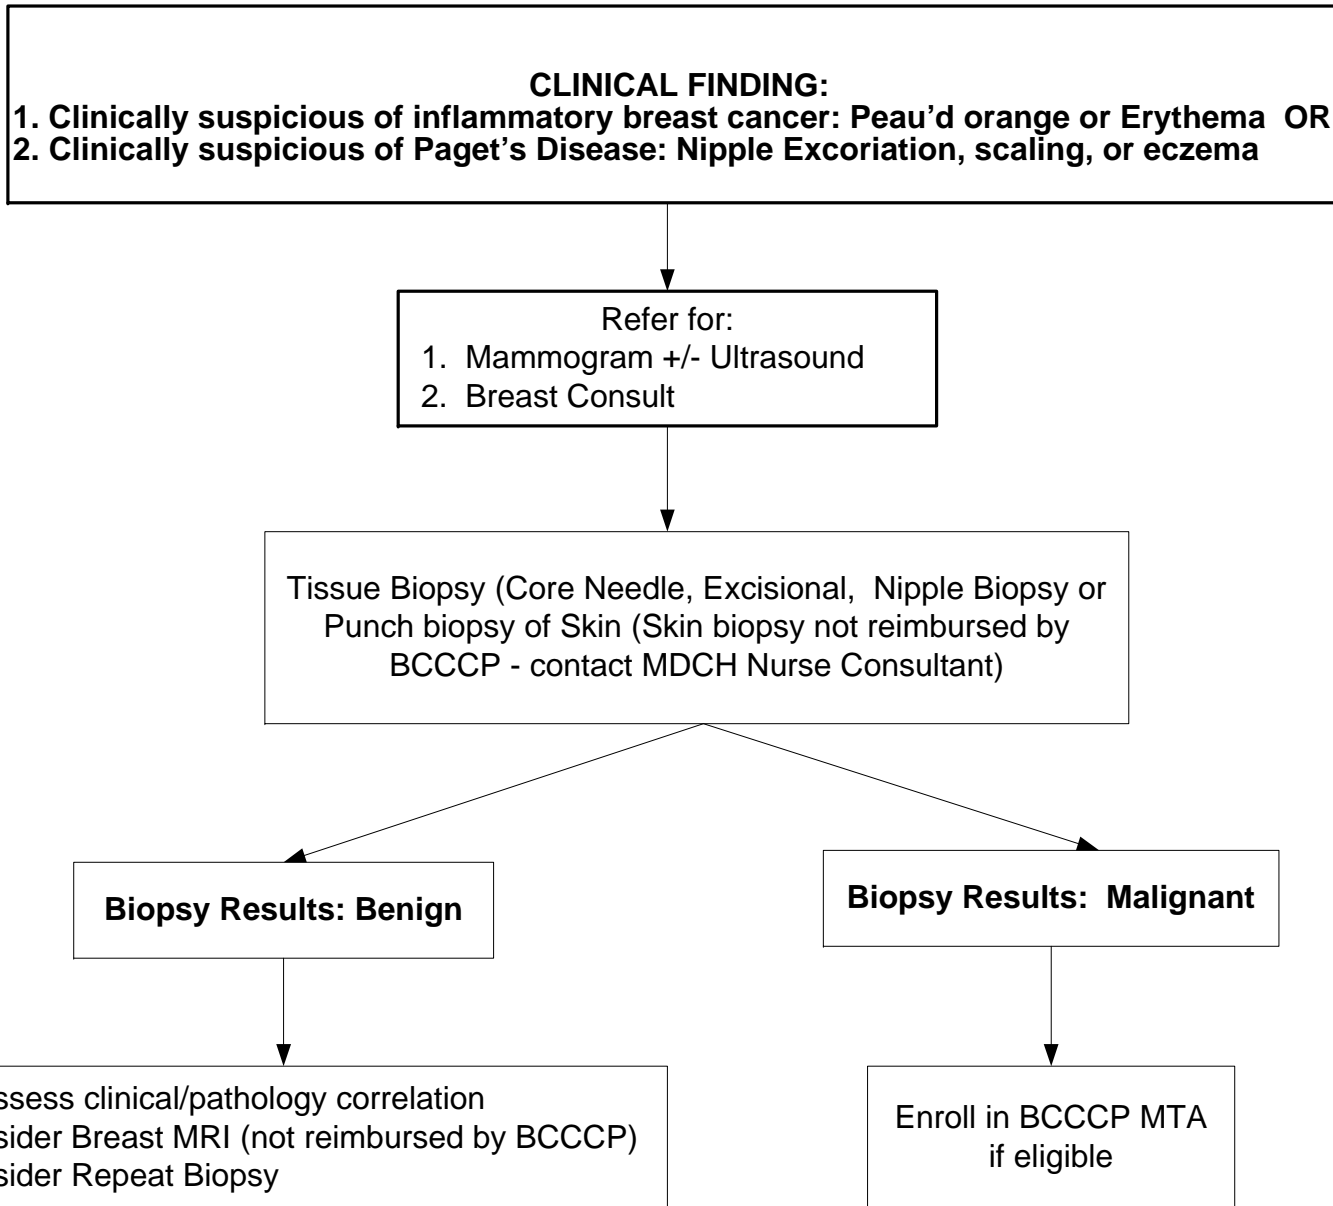 CLINICAL FINDING:
1. Clinically suspicious of inflammatory breast cancer: Peau’d orange or Erythema  OR
2. Clinically suspicious of Paget’s Disease: Nipple Excoriation, scaling, or eczema
Refer for:
1.  Mammogram +/- Ultrasound
2.  Breast Consult
Tissue Biopsy (Core Needle, Excisional,  Nipple Biopsy or
Punch biopsy of Skin (Skin biopsy not reimbursed by
BCCCP - contact MDCH Nurse Consultant)
Biopsy Results: Benign
Biopsy Results:  Malignant
ssess clinical/pathology correlation
sider Breast MRI (not reimbursed by BCCCP)
sider Repeat Biopsy
Enroll in BCCCP MTA
if eligible